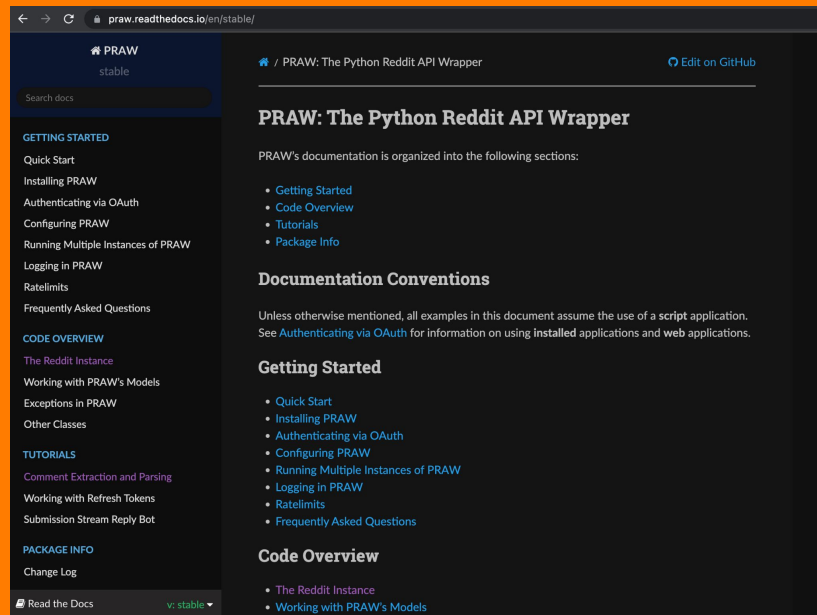 praw.readthedocs.io/en/stable/
PRAW
stable
Search docs
GETTING STARTED
Quick Start
Installing PRAW
Authenticating via OAuth
Configuring PRAW
Running Multiple Instances of PRAW
Logging in PRAW
Ratelimits
Frequently Asked Questions
CODE OVERVIEW
The Reddit Instance
Working with PRAW's Models
Exceptions in PRAW
Other Classes
TUTORIALS
Comment Extraction and Parsing
Working with Refresh Tokens
Submission Stream Reply Bot
PACKAGE INFO
Change Log
Read the Docs v: stable
/ PRAW: The Python Reddit API Wrapper Edit on GitHub
PRAW: The Python Reddit API Wrapper
PRAW's documentation is organized into the following sections:
• Getting Started
• Code Overview
• Tutorials
• Package Info
Documentation Conventions
Unless otherwise mentioned, all examples in this document assume the use of a script application.
See Authenticating via OAuth for information on using installed applications and web applications.
Getting Started
• Quick Start
• Installing PRAW
• Authenticating via OAuth
• Configuring PRAW
• Running Multiple Instances of PRAW
• Logging in PRAW
• Ratelimits
• Frequently Asked Questions
Code Overview
• The Reddit Instance
• Working with PRAW's Models